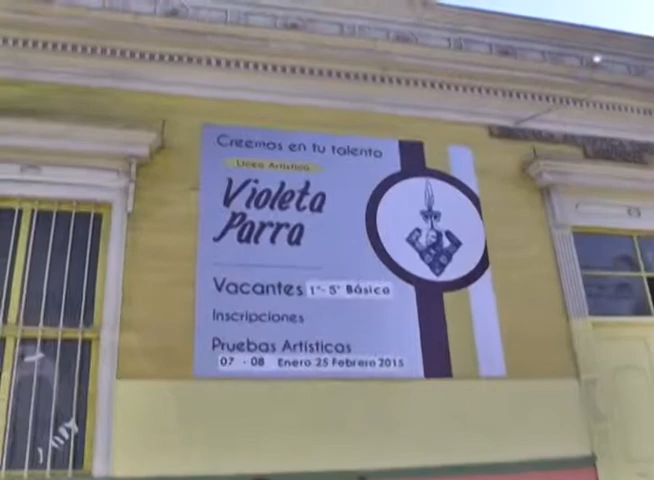 Creemos en tu talento
Liceo Artístico
Violeta
Parra
Vacantes 1°- 5° Básico
Inscripciones
Pruebas Artísticas
07 - 08 Enero 25 Febrero 2015